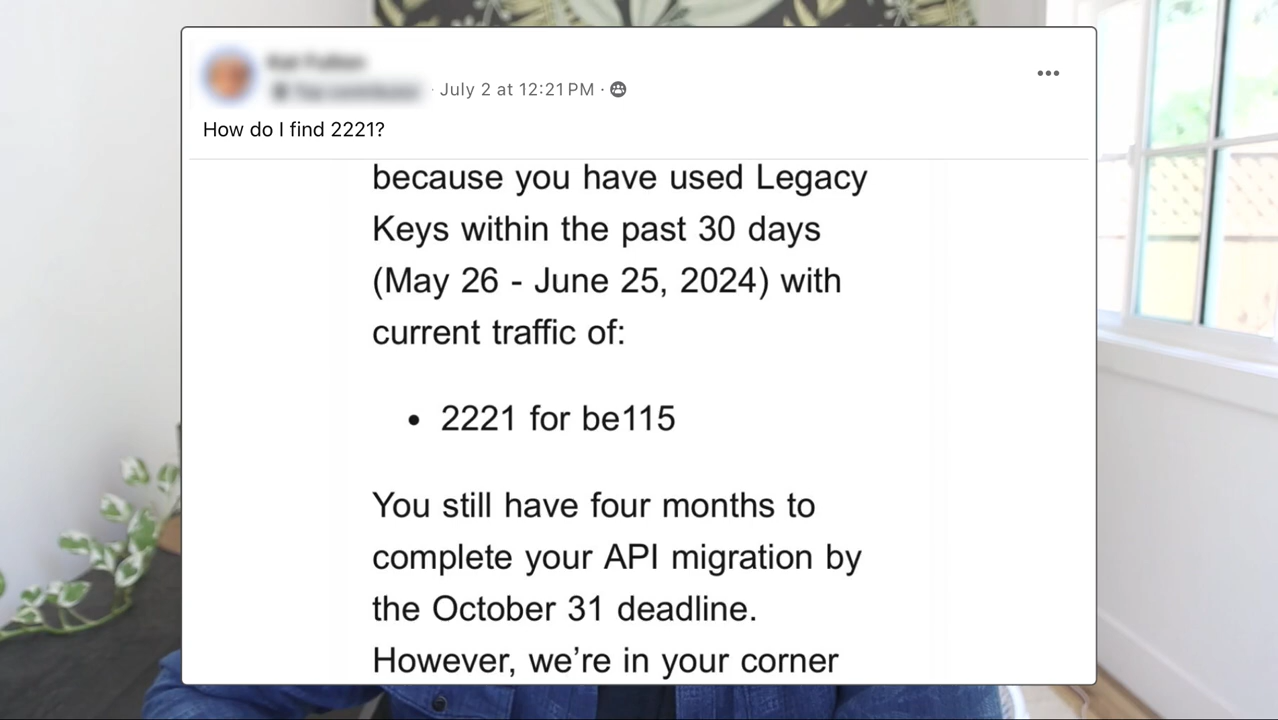 July 2 at 12:21 PM ·
How do I find 2221?
because you have used Legacy
Keys within the past 30 days
(May 26 - June 25, 2024) with
current traffic of:
• 2221 for be115
You still have four months to
complete your API migration by
the October 31 deadline.
However, we're in your corner